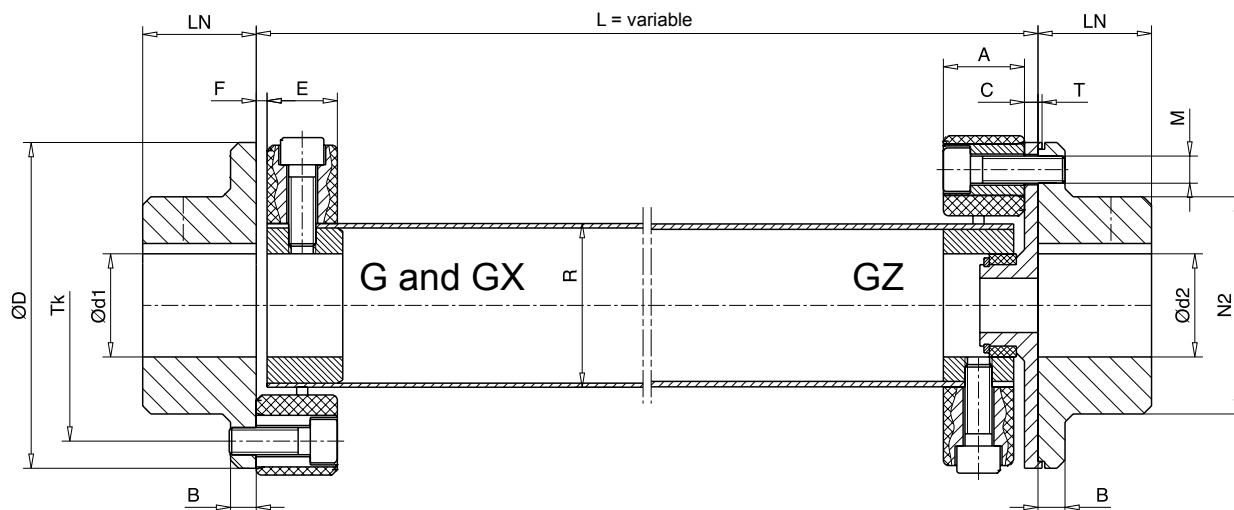 LN
L = variable
LN
A
F
E
C
T
M
G and GX
GZ
R
ØD
Tk
Ød1
Ød2
N2
B
B